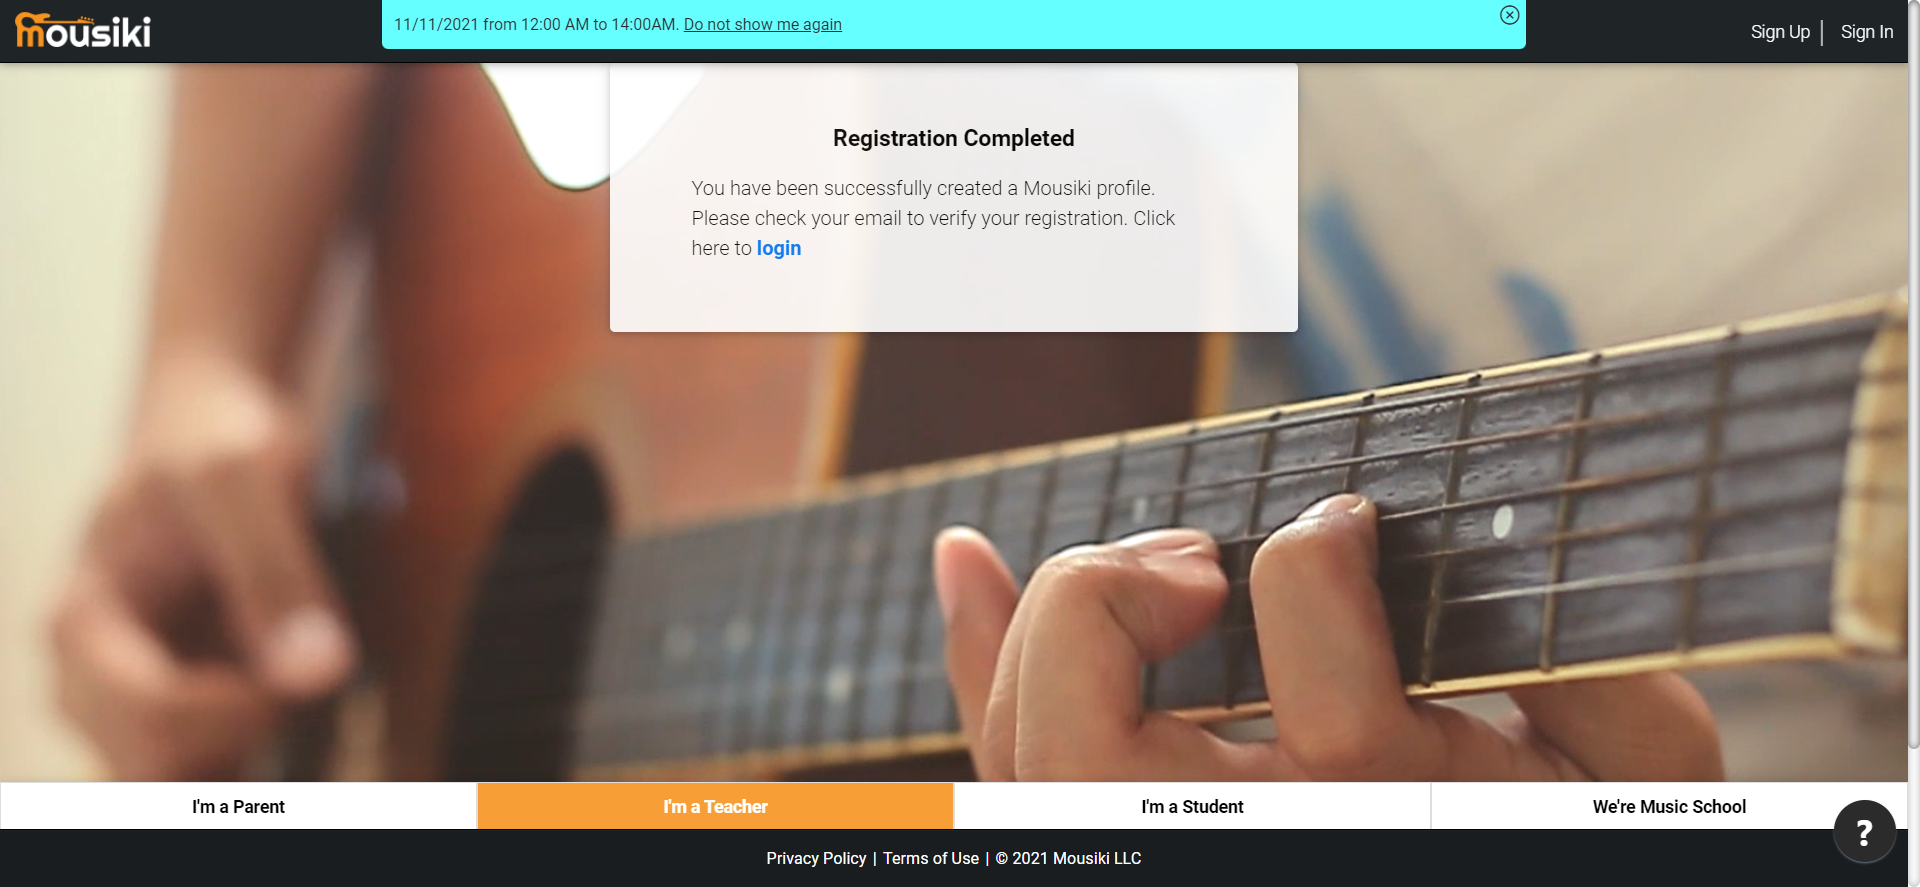 mousiki
11/11/2021 from 12:00 AM to 14:00AM. Do not show me again
Sign Up | Sign In
Registration Completed
You have been successfully created a Mousiki profile.
Please check your email to verify your registration. Click
here to login
I'm a Parent
I'm a Teacher
I'm a Student
We're Music School
?
Privacy Policy | Terms of Use | © 2021 Mousiki LLC